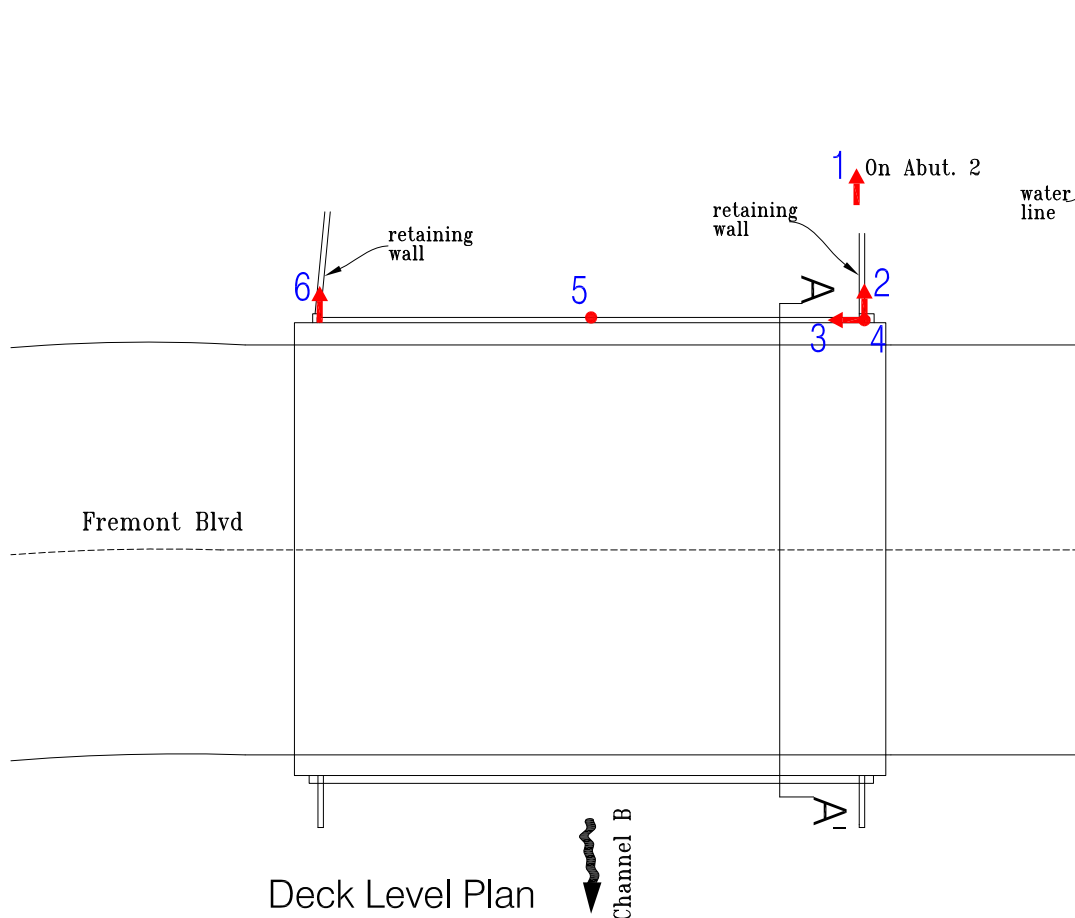 1
On Abut. 2
water
line
retaining
wall
retaining
wall
A
6
5
2
3
4
Fremont Blvd
A'
Channel B
Deck Level Plan